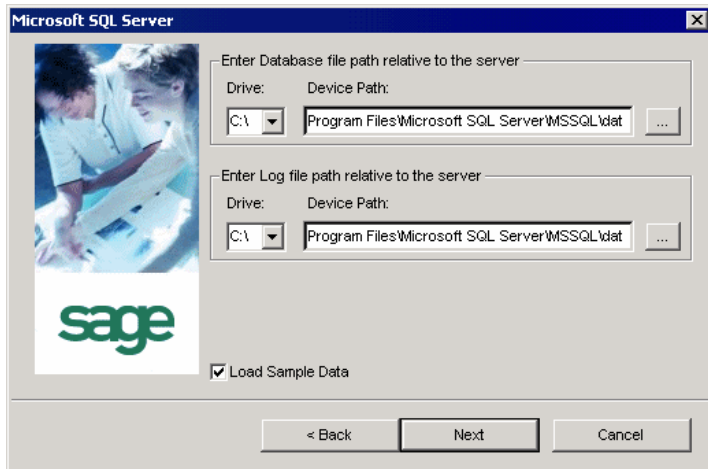 Microsoft SQL Server
Enter Database file path relative to the server
Drive: Device Path:
C:\ Program Files\Microsoft SQL Server\MSSQL\dat ...
Enter Log file path relative to the server
Drive: Device Path:
C:\ Program Files\Microsoft SQL Server\MSSQL\dat ...
sage
Load Sample Data
< Back Next Cancel